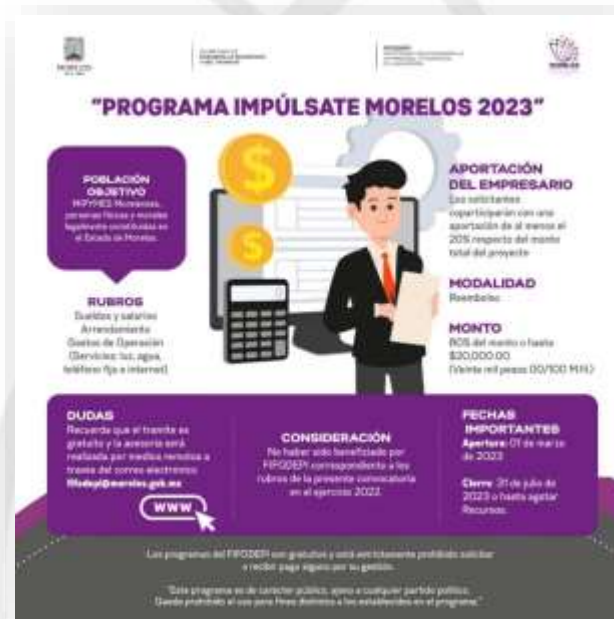 MORELOS
"PROGRAMA IMPÚLSATE MORELOS 2023"
POBLACIÓN
OBJETIVO
MIPYMES Morelenses,
personas físicas y morales
legalmente constituidas en
el Estado de Morelos.
RUBROS
Sueldos y salarios
Arrendamiento
Gastos de Operación
(Servicios: luz, agua,
teléfono fijo e internet)
APORTACIÓN
DEL EMPRESARIO
Los solicitantes
coparticiparán con una
aportación de al menos el
20% respecto del monto
total del proyecto
MODALIDAD
Reembolso
MONTO
80% del monto o hasta
$20,000.00
(Veinte mil pesos 00/100 M.N.)
DUDAS
Recuerda que el tramite es
gratuito y la asesoría será
realizada por medios remotos a
traves del correo electrónico
fifodepi@morelos.gob.mx
WWW
CONSIDERACIÓN
No haber sido beneficiado por
FIFODEPI correspondiente a los
rubros de la presente convocatoria
en el ejercicio 2022.
FECHAS
IMPORTANTES
Apertura: 01 de marzo
de 2023
Cierre: 31 de julio de
2023 o hasta agotar
Recursos.
Los programas del FIFODEPI son gratuitos y está estrictamente prohibido solicitar
o recibir pago alguno por su gestión.
"Este programa es de carácter público, ajeno a cualquier partido político.
Queda prohibido el uso para fines distintos a los establecidos en el programa."